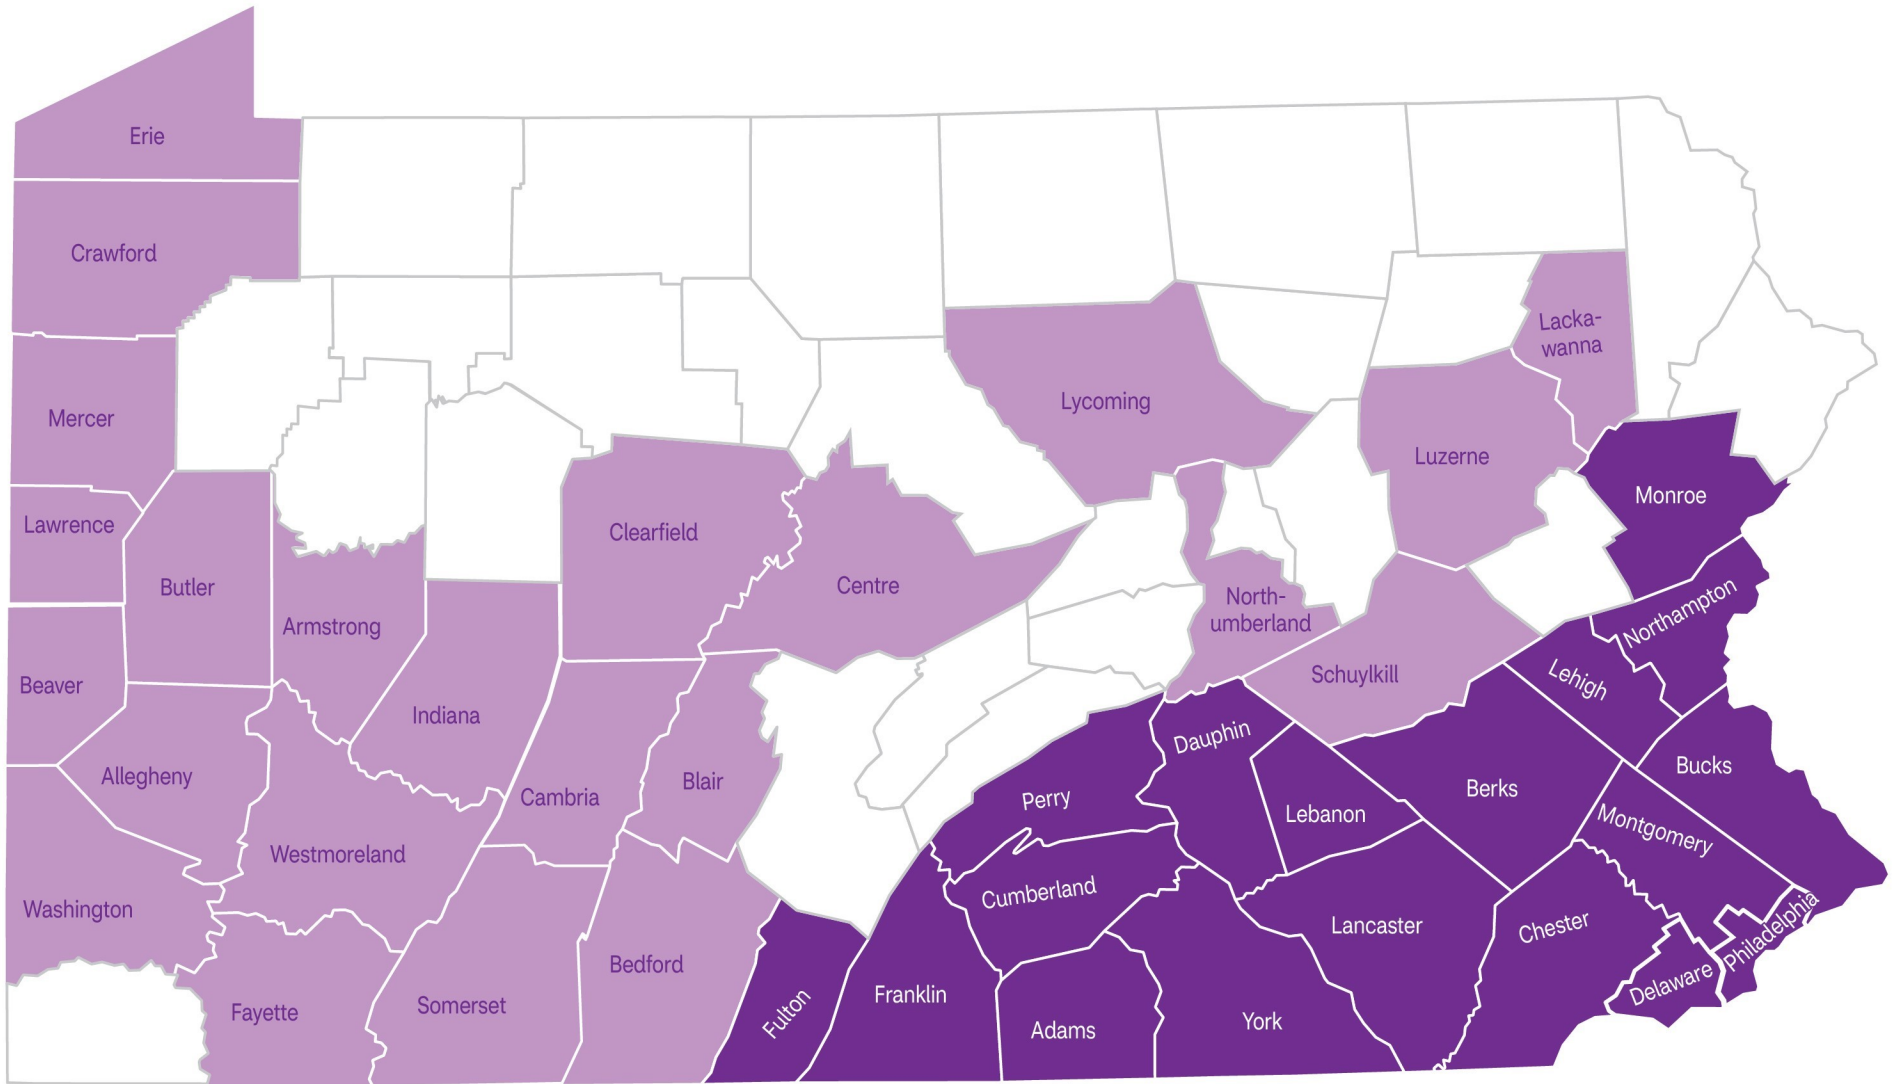 Erie
Crawford
Lacka-
wanna
Lycoming
Mercer
Luzerne
Monroe
Lawrence
Clearfield
Butler
Centre
North-
umberland
Northampton
Armstrong
Schuylkill
Lehigh
Beaver
Indiana
Dauphin
Bucks
Allegheny
Blair
Cambria
Perry
Lebanon
Berks
Montgomery
Westmoreland
Cumberland
Washington
Lancaster
Chester
Philadelphia
Bedford
Delaware
Fayette
Somerset
Fulton
Franklin
Adams
York